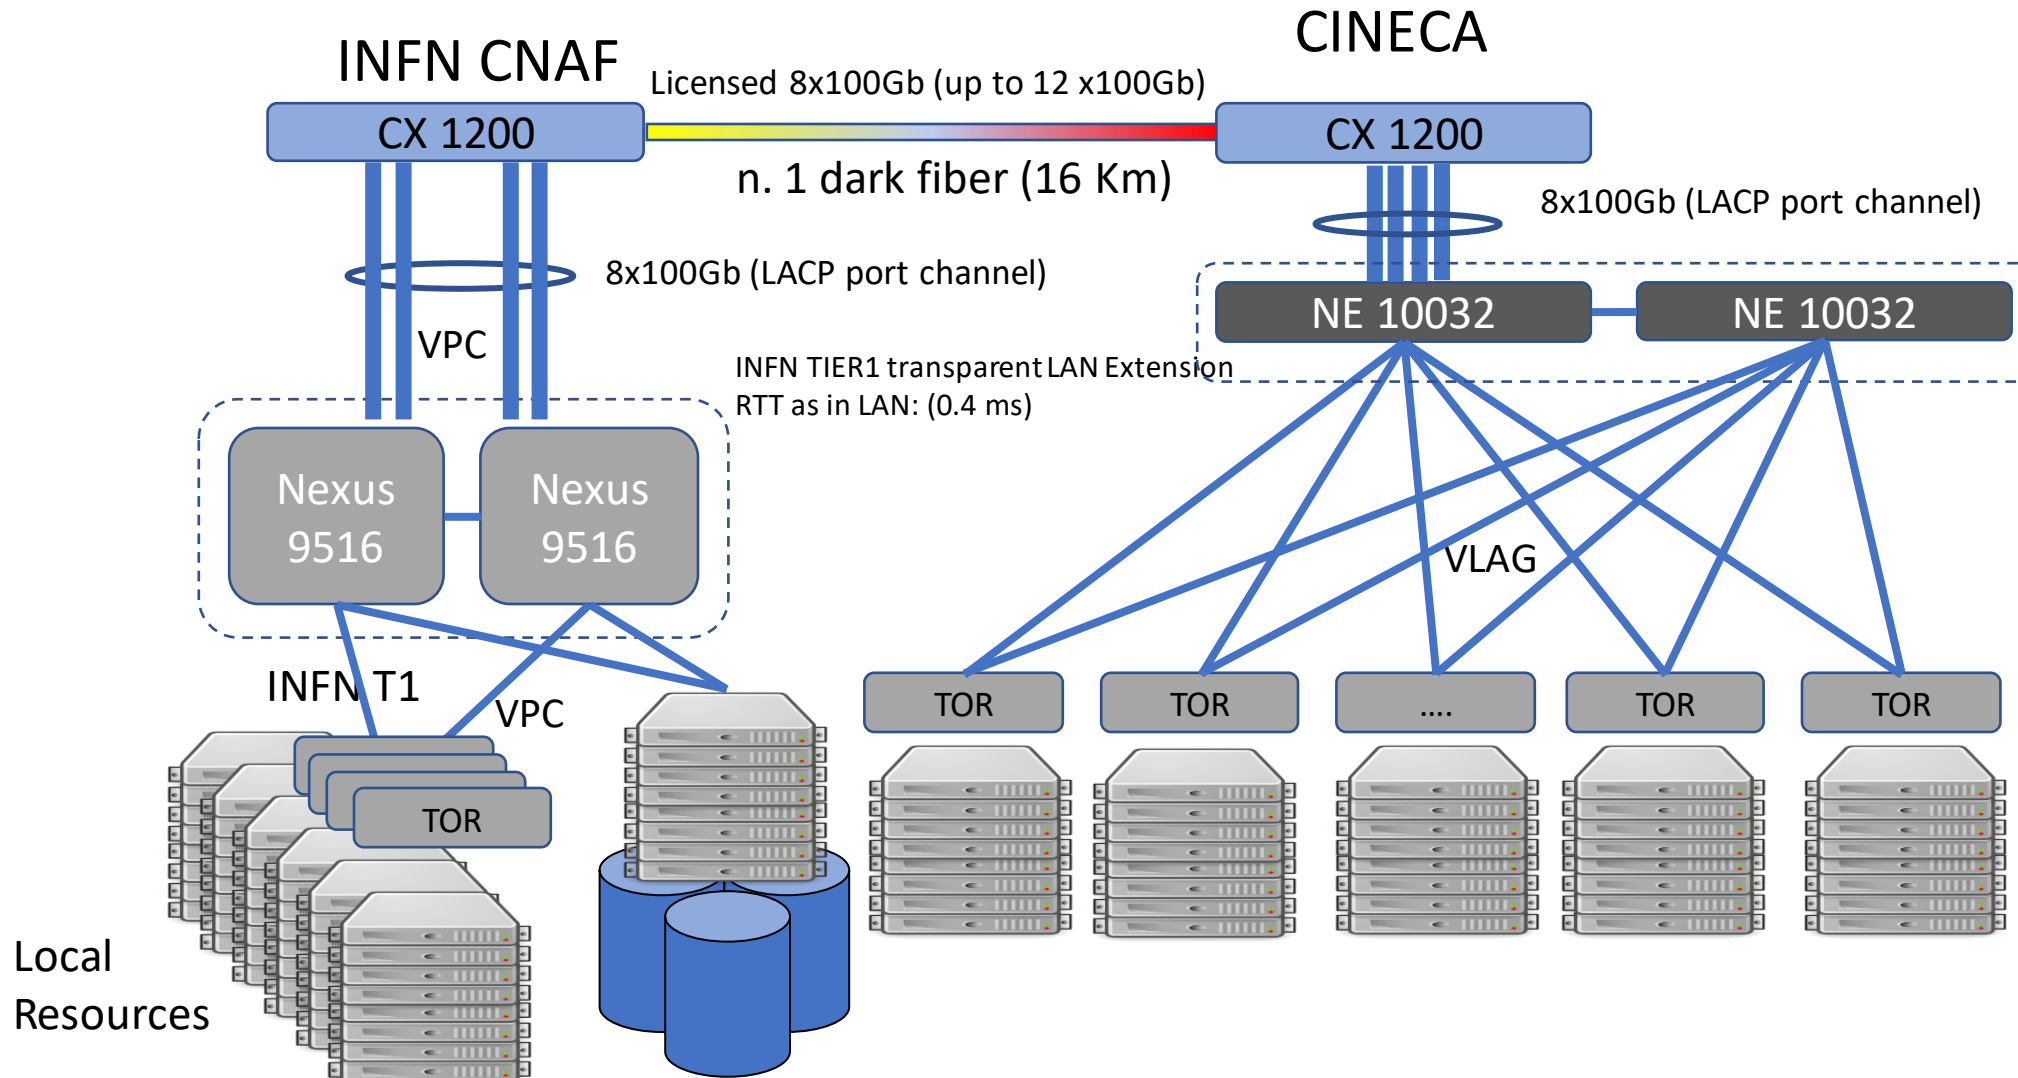 INFN CNAF
CINECA
Licensed 8x100Gb (up to 12 x100Gb)
CX 1200
CX 1200
n. 1 dark fiber (16 Km)
8x100Gb (LACP port channel)
8x100Gb (LACP port channel)
NE 10032
NE 10032
VPC
INFN TIER1 transparent LAN Extension
RTT as in LAN: (0.4 ms)
Nexus
9516
Nexus
9516
VLAG
INFN T1
VPC
TOR
TOR
....
TOR
TOR
TOR
Local
Resources